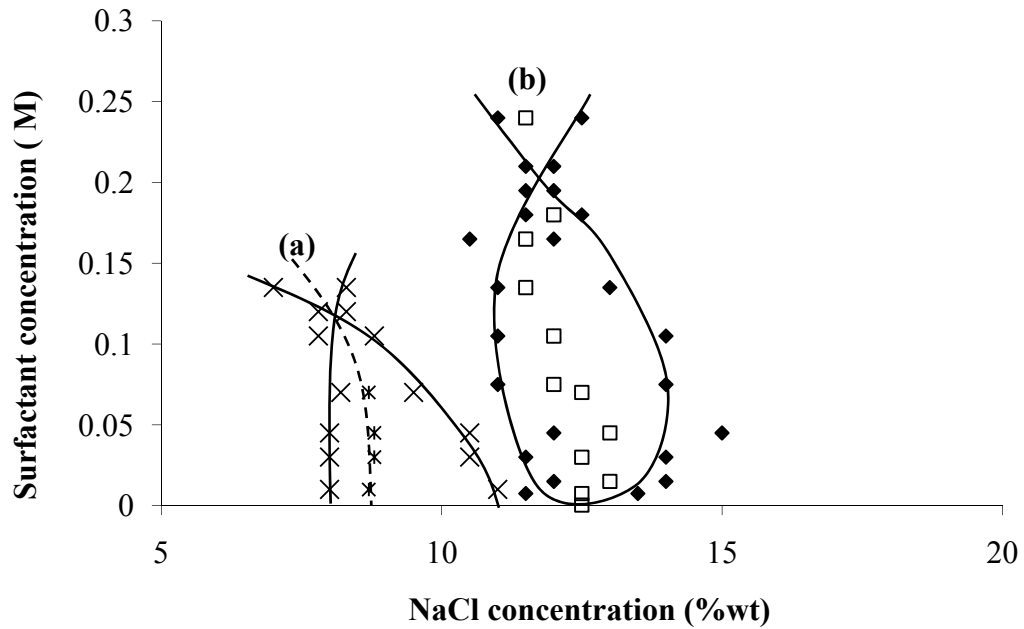 0.3
(b)
0.25
0.2
(a)
0.15
0.1
0.05
0
5 10 15 20
Surfactant concentration ( M)
NaCl concentration (%wt)